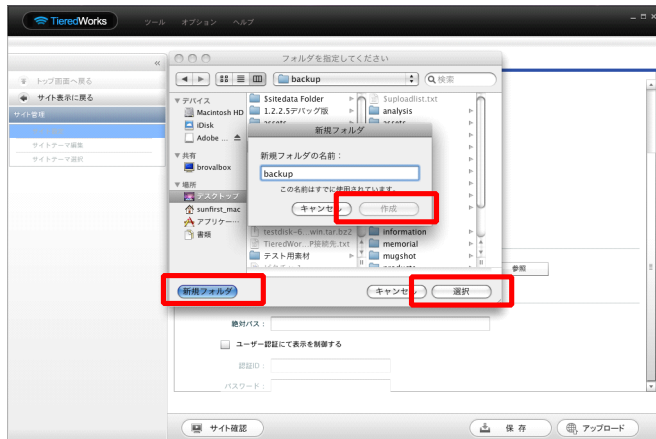 TieredWorks
ツール オプション ヘルプ
トップ画面へ戻る
サイト表示に戻る
サイト管理
サイトテーマ編集
サイトテーマ選択
フォルダを指定してください
backup
検索
デバイス
Macintosh HD
iDisk
Adobe ...
共有
brovalbox
場所
デスクトップ
sunfirst_mac
アプリケー…
書類
$sitedata Folder
1.2.2.5デバッグ版
testdisk-6...win.tar.bz2
TieredWor...P接続先.txt
テスト用素材
$uploadlist.txt
analysis
information
memorial
mugshot
新規フォルダ
新規フォルダの名前：
backup
この名前はすでに使用されています。
キャンセル 作成
新規フォルダ
キャンセル 選択
参照
絶対パス：
ユーザー認証にて表示を制御する
認証ID：
パスワード：
サイト確認
保 存
アップロード